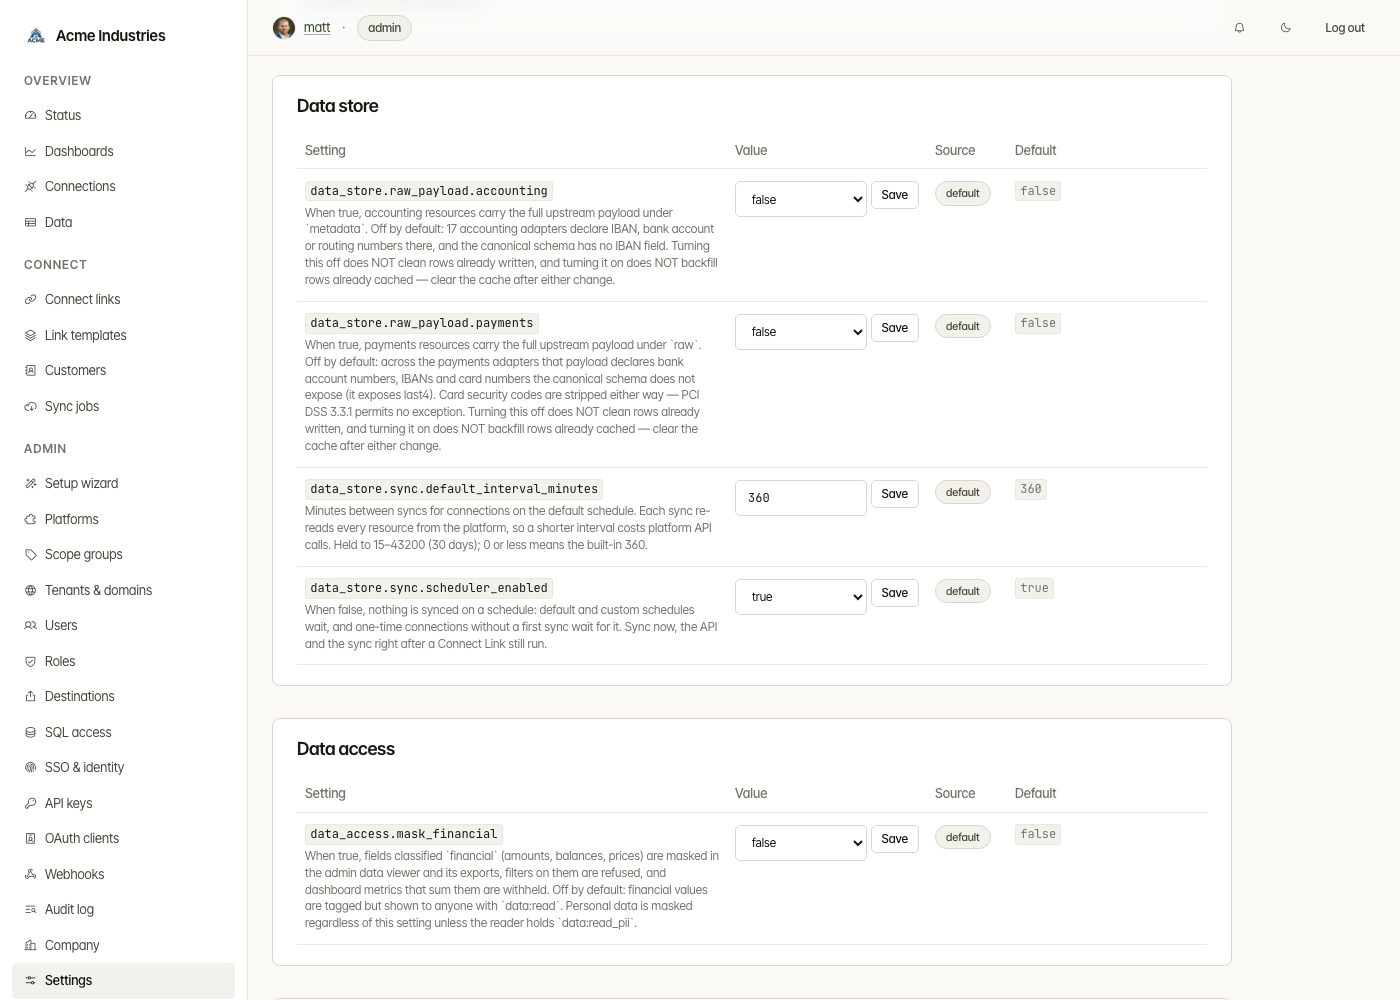 Acme Industries
matt · admin
Log out
OVERVIEW
Status
Dashboards
Connections
Data
CONNECT
Connect links
Link templates
Customers
Sync jobs
ADMIN
Setup wizard
Platforms
Scope groups
Tenants & domains
Users
Roles
Destinations
SQL access
SSO & identity
API keys
OAuth clients
Webhooks
Audit log
Company
Settings
Data store
Setting Value Source Default
data_store.raw_payload.accounting false Save default false
When true, accounting resources carry the full upstream payload under
`metadata`. Off by default: 17 accounting adapters declare IBAN, bank account
or routing numbers there, and the canonical schema has no IBAN field. Turning
this off does NOT clean rows already written, and turning it on does NOT backfill
rows already cached — clear the cache after either change.
data_store.raw_payload.payments false Save default false
When true, payments resources carry the full upstream payload under `raw`.
Off by default: across the payments adapters that payload declares bank
account numbers, IBANs and card numbers the canonical schema does not
expose (it exposes last4). Card security codes are stripped either way — PCI
DSS 3.3.1 permits no exception. Turning this off does NOT clean rows already
written, and turning it on does NOT backfill rows already cached — clear the
cache after either change.
data_store.sync.default_interval_minutes 360 Save default 360
Minutes between syncs for connections on the default schedule. Each sync re-
reads every resource from the platform, so a shorter interval costs platform API
calls. Held to 15–43200 (30 days); 0 or less means the built-in 360.
data_store.sync.scheduler_enabled true Save default true
When false, nothing is synced on a schedule: default and custom schedules
wait, and one-time connections without a first sync wait for it. Sync now, the API
and the sync right after a Connect Link still run.
Data access
Setting Value Source Default
data_access.mask_financial false Save default false
When true, fields classified `financial` (amounts, balances, prices) are masked in
the admin data viewer and its exports, filters on them are refused, and
dashboard metrics that sum them are withheld. Off by default: financial values
are tagged but shown to anyone with `data:read`. Personal data is masked
regardless of this setting unless the reader holds `data:read_pii`.